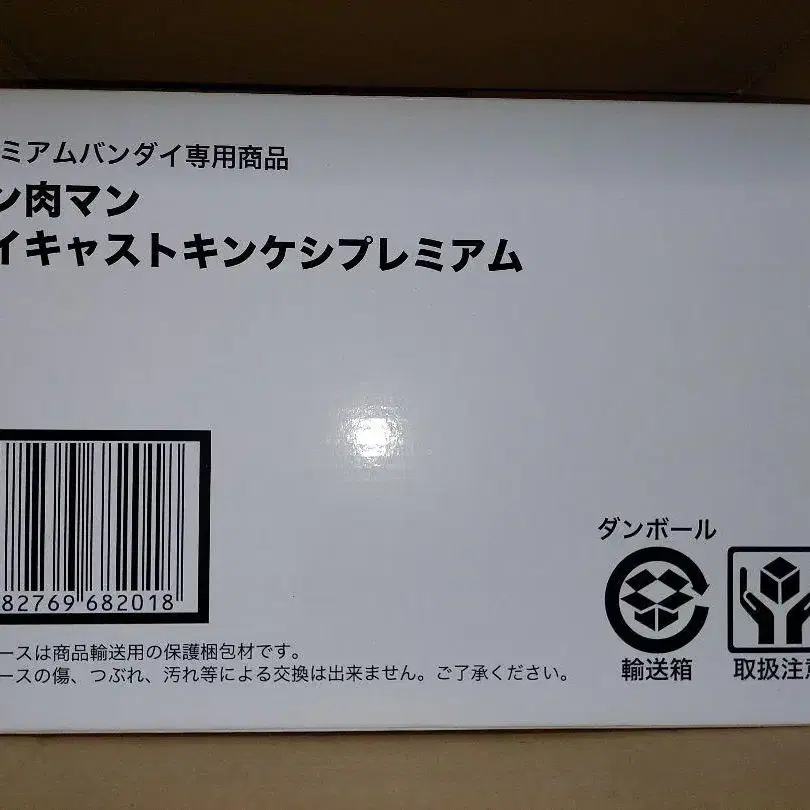 ミアムバンダイ専用商品
ン肉マン
イキャストキンケシプレミアム
82769 682018
ダンボール
輸送箱
取扱注意
ースは商品輸送用の保護梱包材です。
ースの傷、つぶれ、汚れ等による交換は出来ません。ご了承ください。